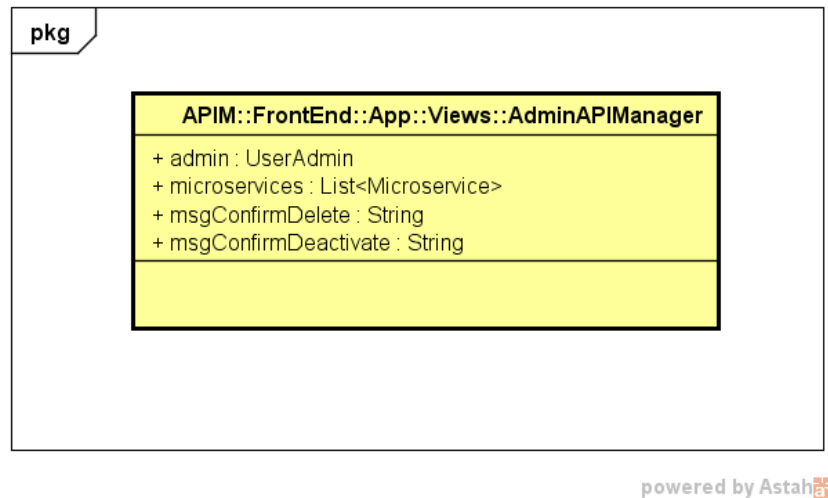 pkg
APIM::FrontEnd::App::Views::AdminAPIManager
+ admin : UserAdmin
+ microservices : List<Microservice>
+ msgConfirmDelete : String
+ msgConfirmDeactivate : String
powered by Astah